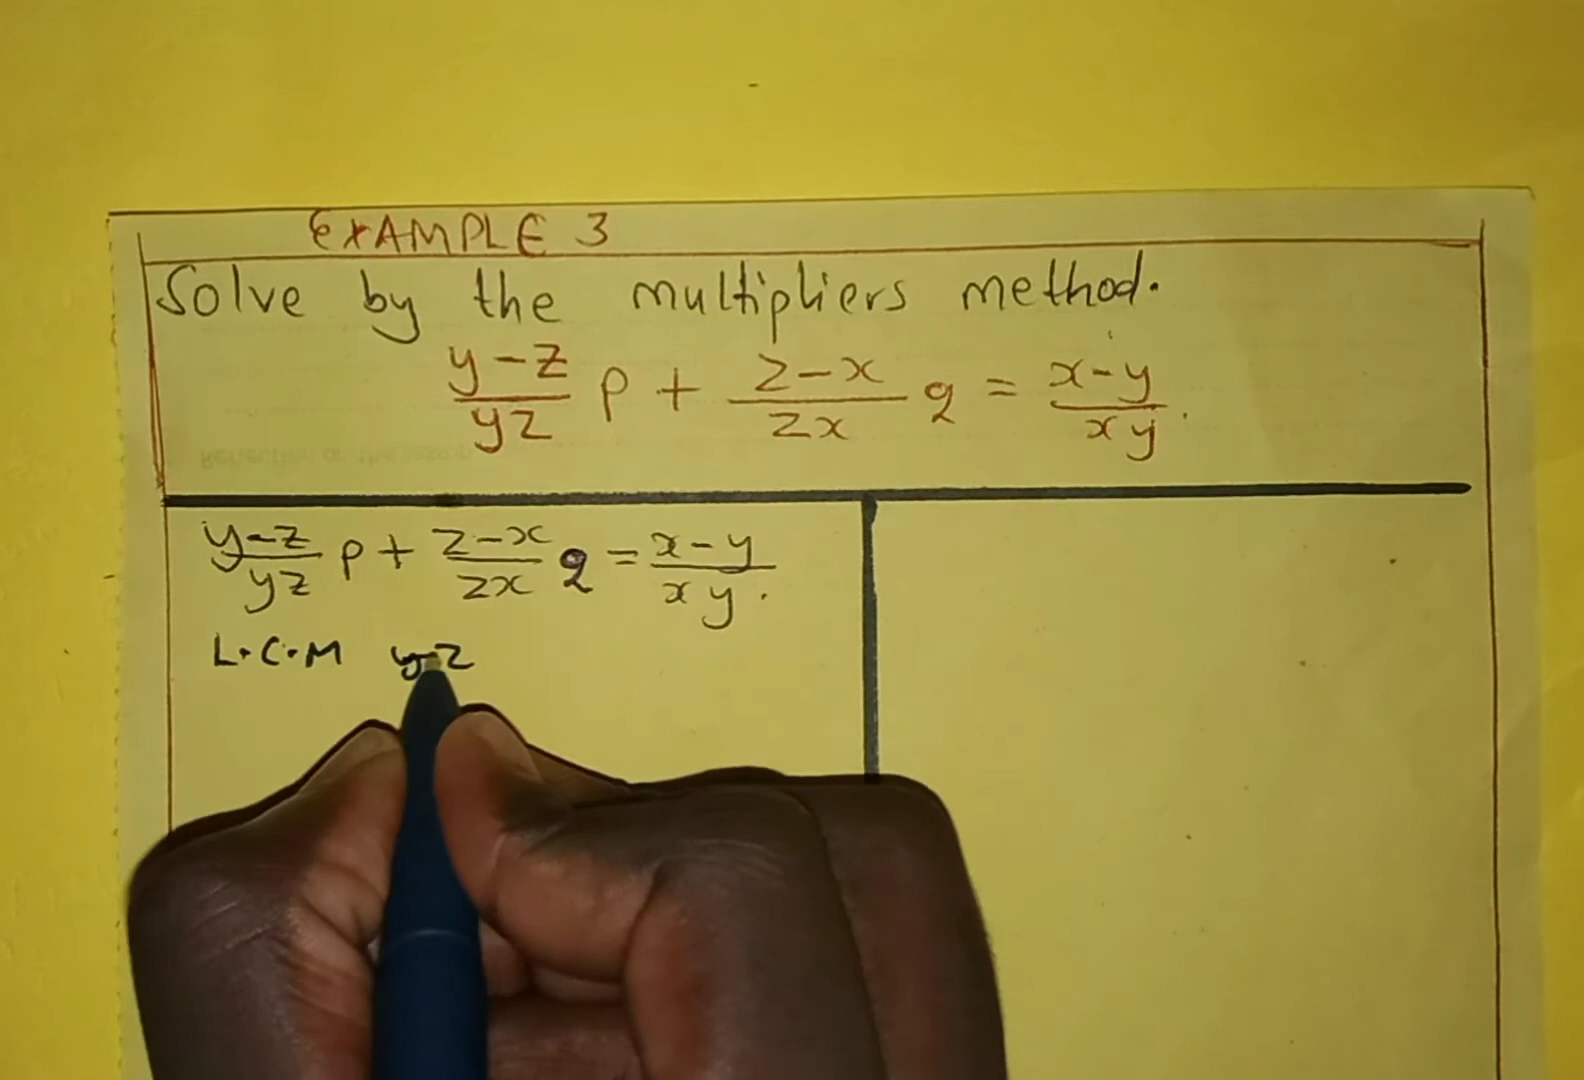 EXAMPLE 3
Solve by the multipliers method.
y-z/yz p + z-x/zx q = x-y/xy.
y-z/yz p + z-x/zx q = x-y/xy.
L.C.M